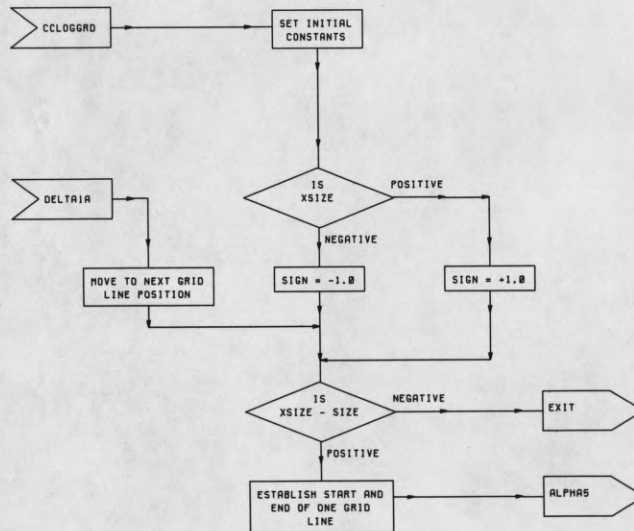 CCLOGGRD
SET INITIAL
CONSTANTS
IS
XSIZE
POSITIVE
NEGATIVE
DELTA1A
MOVE TO NEXT GRID
LINE POSITION
SIGN = -1.0
SIGN = +1.0
IS
XSIZE - SIZE
NEGATIVE
EXIT
POSITIVE
ESTABLISH START AND
END OF ONE GRID
LINE
ALPHA5